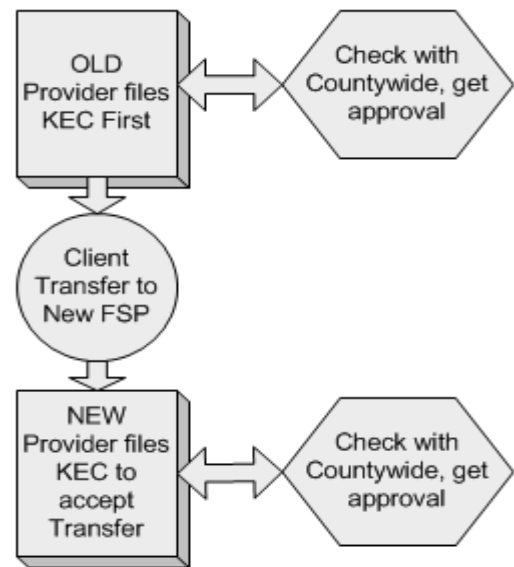 OLD
Provider files
KEC First
Check with
Countywide, get
approval
Client
Transfer to
New FSP
NEW
Provider files
KEC to
accept
Transfer
Check with
Countywide, get
approval